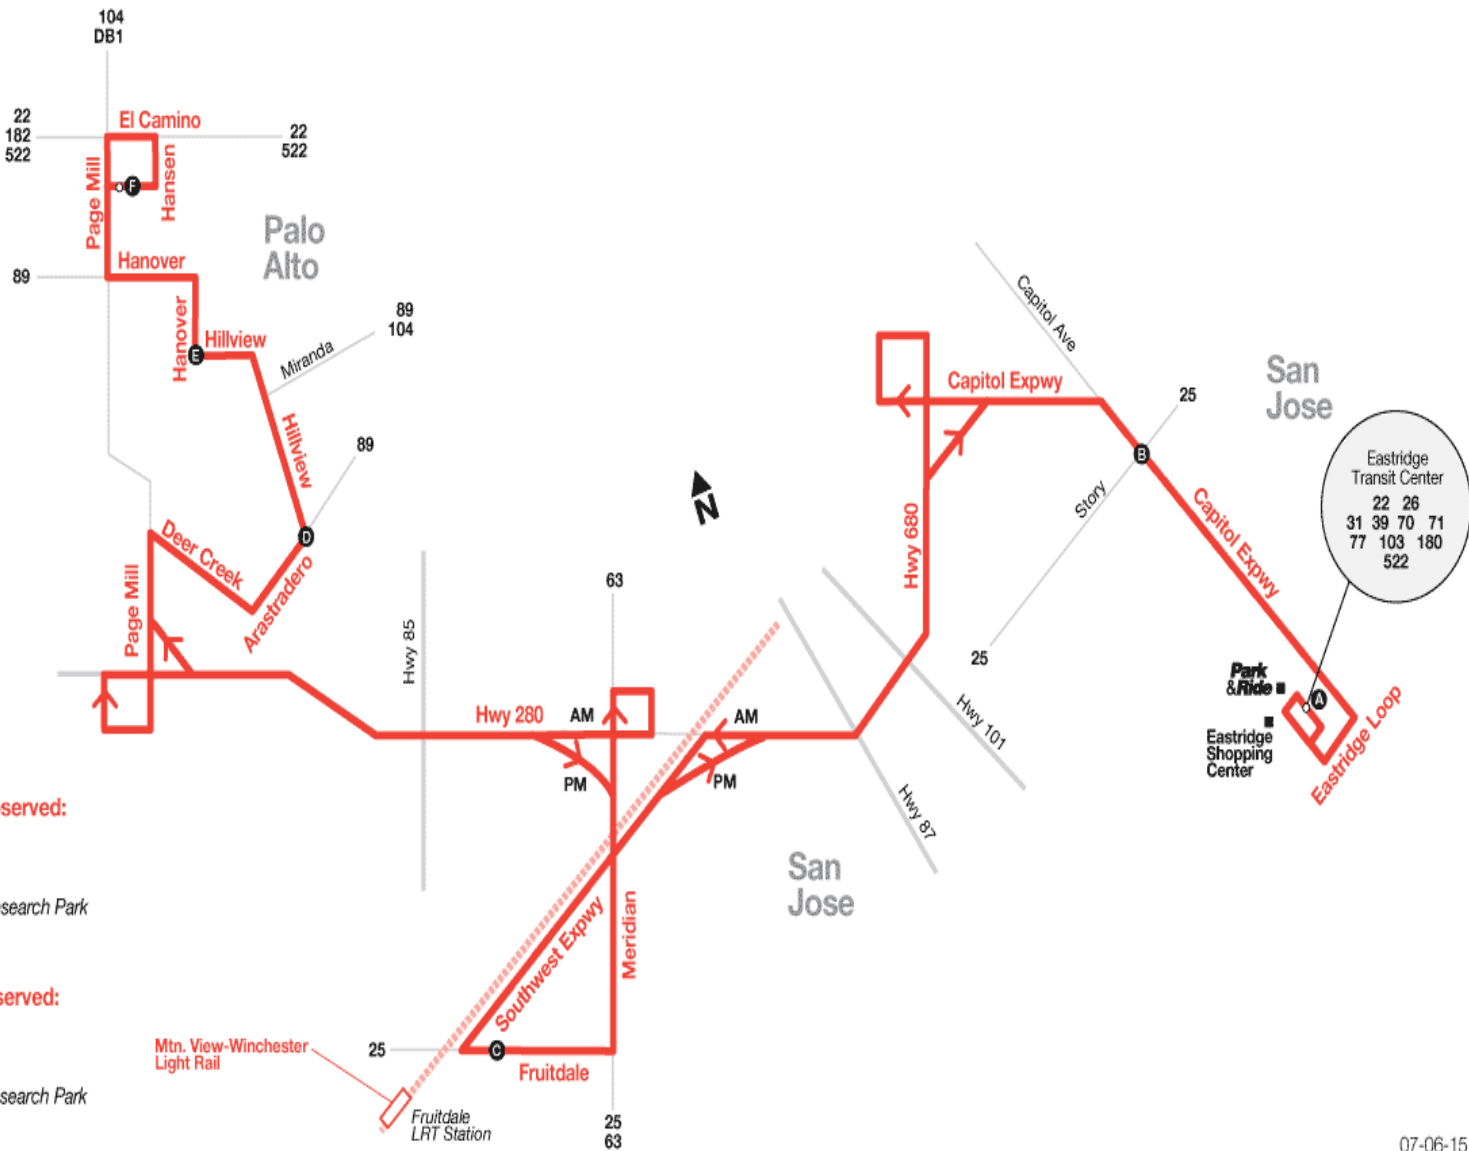 104
DB1
22
182
522
El Camino
22
522
Page Mill
Hansen
F
Palo
Alto
89
Hanover
Hanover
E
Hillview
Miranda
89
104
Hillview
89
D
Deer Creek
Arastradero
Page Mill
Hwy 85
63
N
Hwy 280
AM
PM
AM
PM
Capitol Ave
Capitol Expwy
San
Jose
25
B
Story
25
Hwy 680
Capitol Expwy
Eastridge
Transit Center
22 26
31 39 70 71
77 103 180
522
Hwy 101
Hwy 87
Park
&Ride
A
Eastridge
Shopping
Center
Eastridge Loop
San
Jose
Southwest Expwy
Meridian
25
C
Fruitdale
25
63
Mtn. View-Winchester
Light Rail
Fruitdale
LRT Station
served:
search Park
served:
search Park
07-06-15